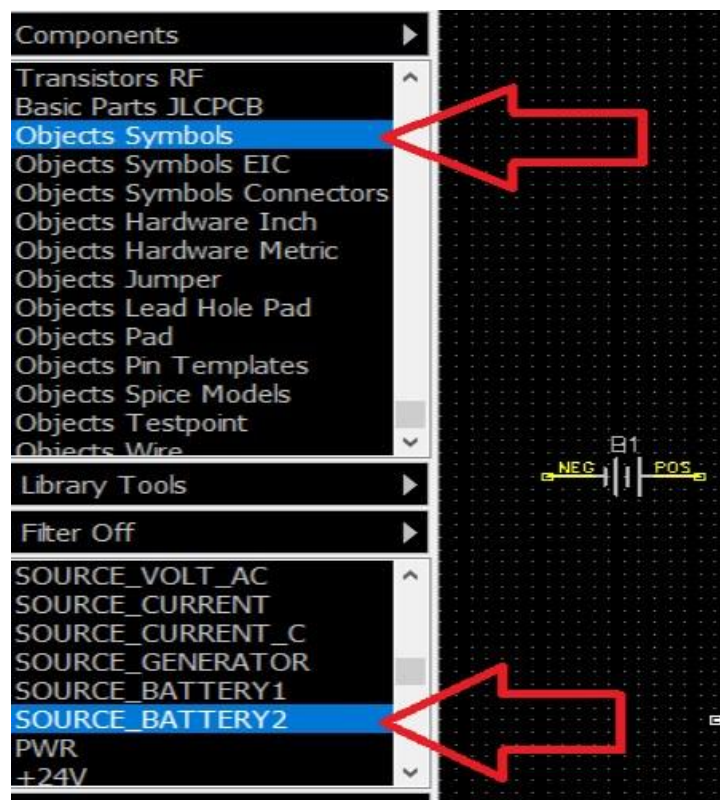 Components
Transistors RF
Basic Parts JLCPCB
Objects Symbols
Objects Symbols EIC
Objects Symbols Connectors
Objects Hardware Inch
Objects Hardware Metric
Objects Jumper
Objects Lead Hole Pad
Objects Pad
Objects Pin Templates
Objects Spice Models
Objects Testpoint
Objects Wire
Library Tools
Filter Off
SOURCE_VOLT_AC
SOURCE_CURRENT
SOURCE_CURRENT_C
SOURCE_GENERATOR
SOURCE_BATTERY1
SOURCE_BATTERY2
PWR
+24V
B1
NEG POS